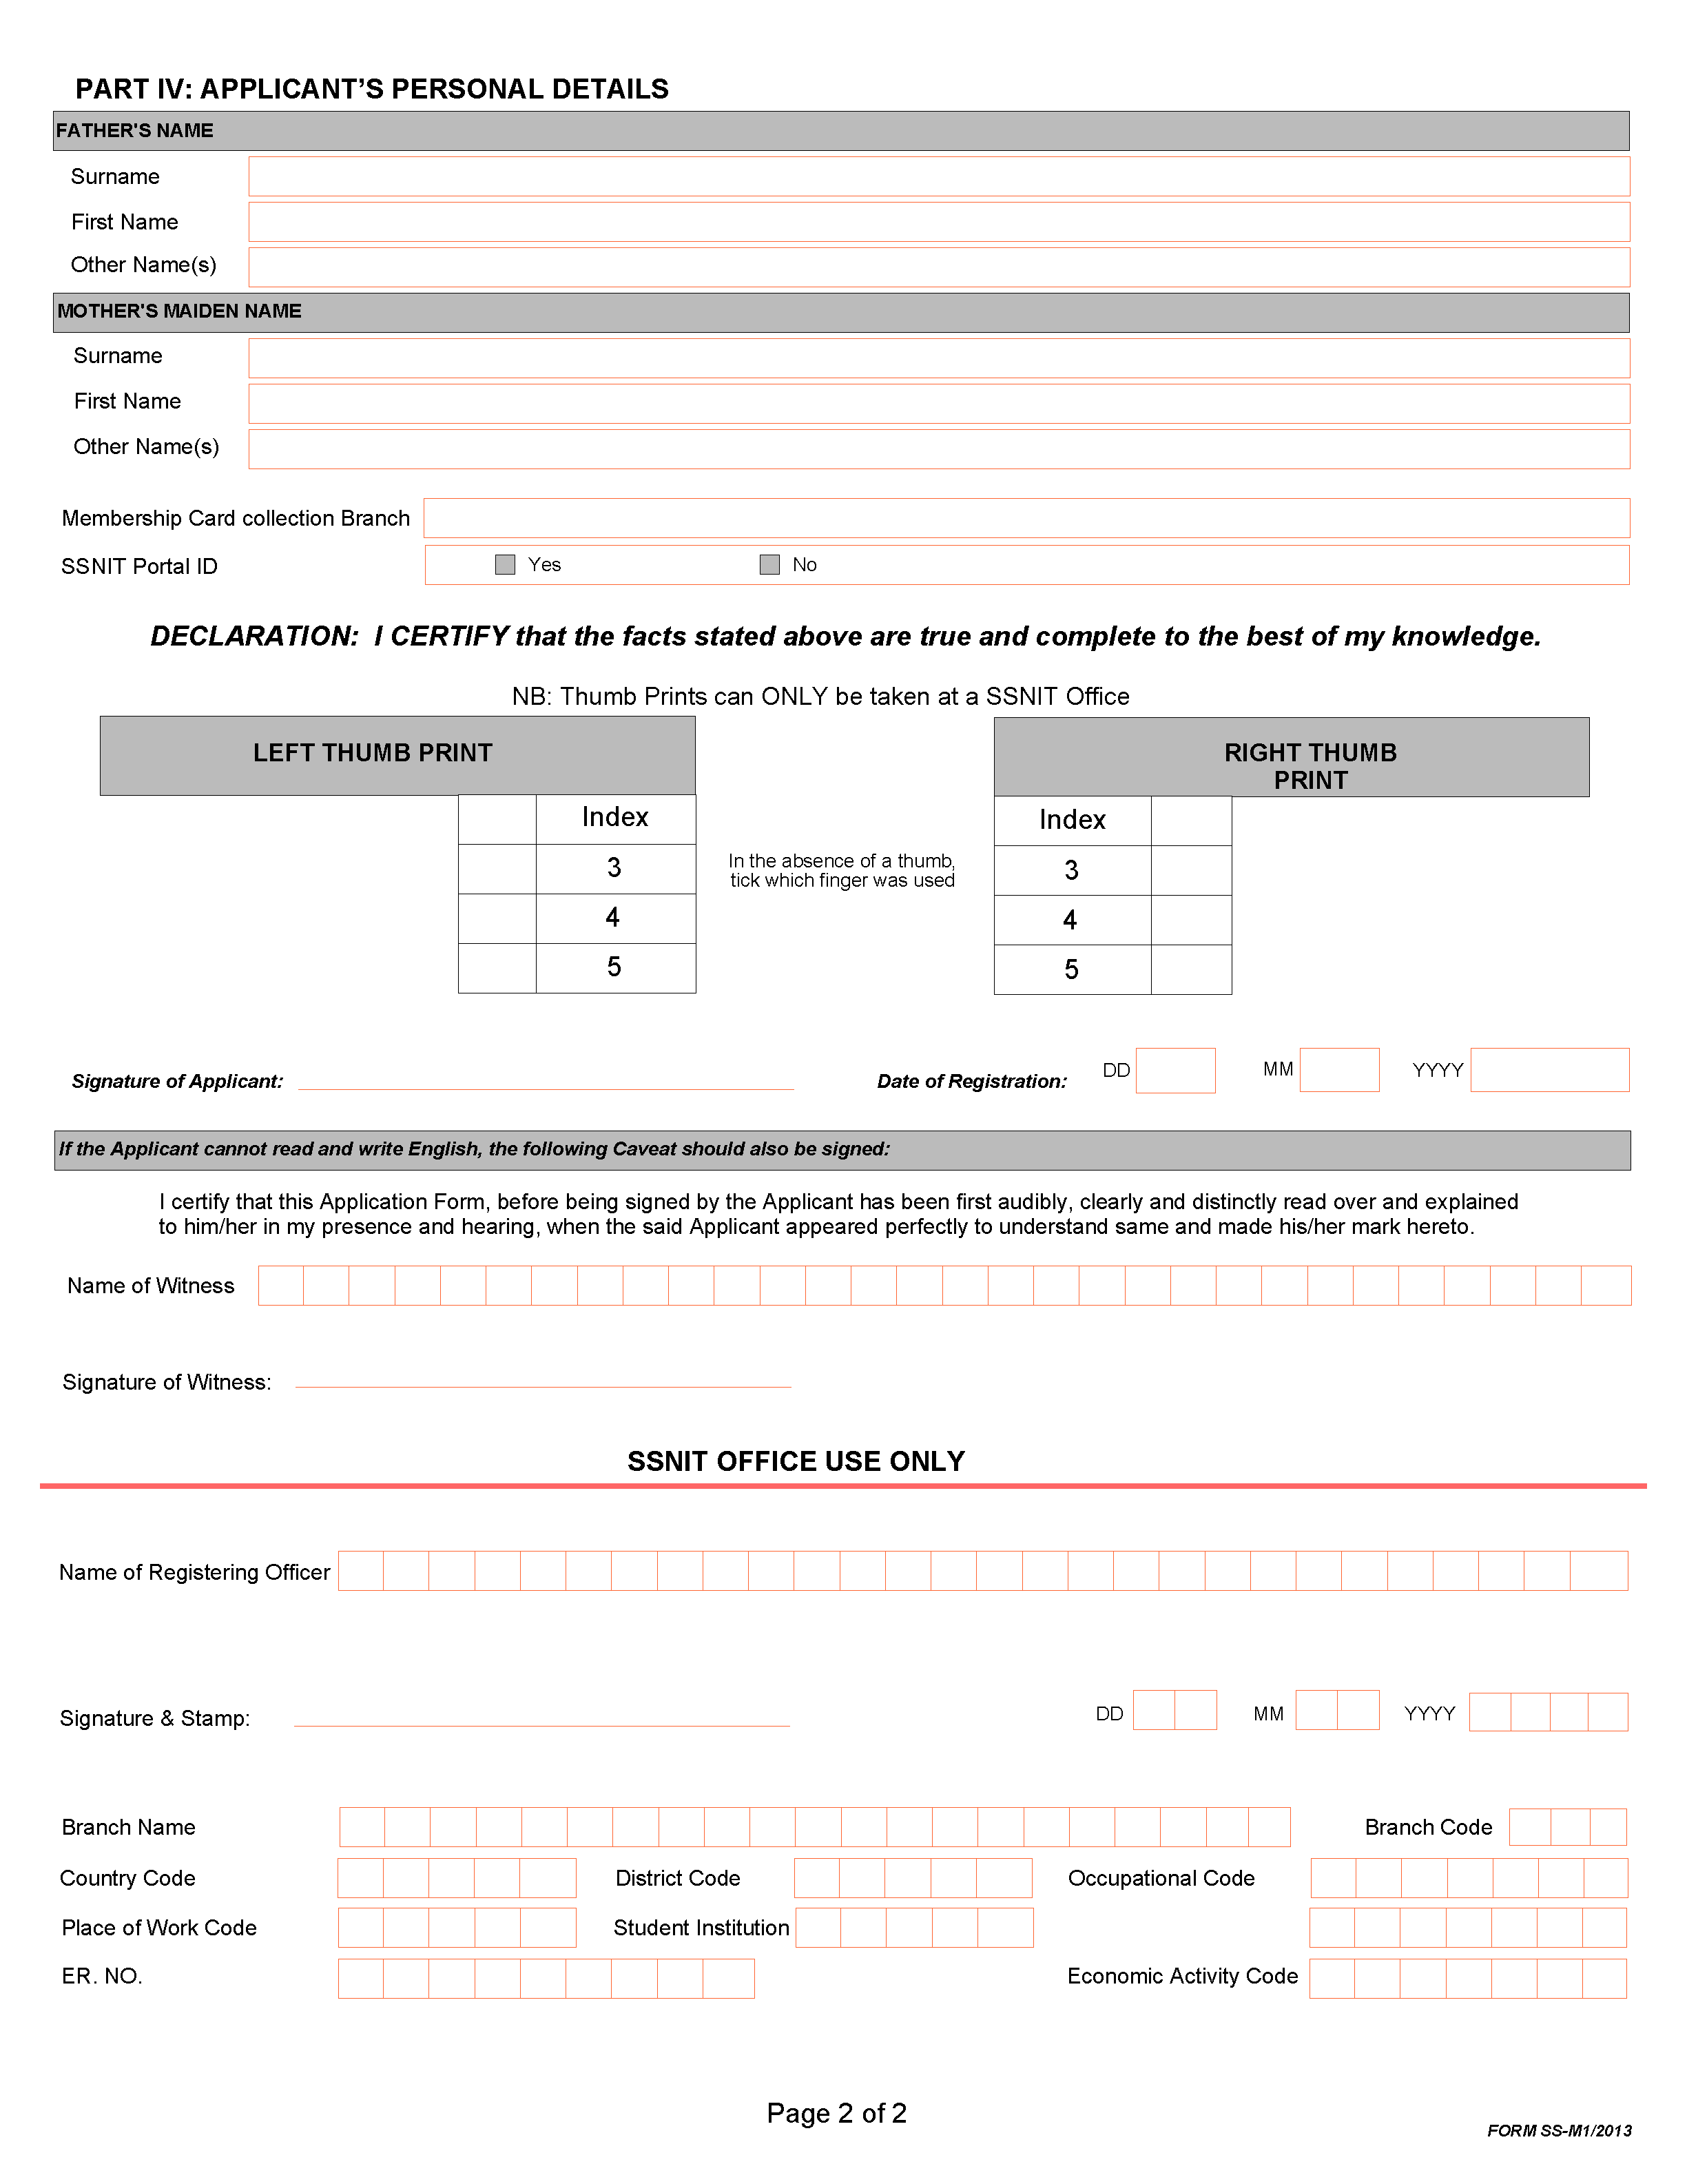 PART IV: APPLICANT’S PERSONAL DETAILS
FATHER'S NAME
Surname
First Name
Other Name(s)
MOTHER'S MAIDEN NAME
Surname
First Name
Other Name(s)
Membership Card collection Branch
SSNIT Portal ID Yes No
DECLARATION: I CERTIFY that the facts stated above are true and complete to the best of my knowledge.
NB: Thumb Prints can ONLY be taken at a SSNIT Office
LEFT THUMB PRINT
Index
3
4
5
In the absence of a thumb,
tick which finger was used
RIGHT THUMB
PRINT
Index
3
4
5
Signature of Applicant: Date of Registration: DD MM YYYY
If the Applicant cannot read and write English, the following Caveat should also be signed:
I certify that this Application Form, before being signed by the Applicant has been first audibly, clearly and distinctly read over and explained
to him/her in my presence and hearing, when the said Applicant appeared perfectly to understand same and made his/her mark hereto.
Name of Witness
Signature of Witness:
SSNIT OFFICE USE ONLY
Name of Registering Officer
Signature & Stamp: DD MM YYYY
Branch Name Branch Code
Country Code District Code Occupational Code
Place of Work Code Student Institution
ER. NO. Economic Activity Code
Page 2 of 2
FORM SS-M1/2013